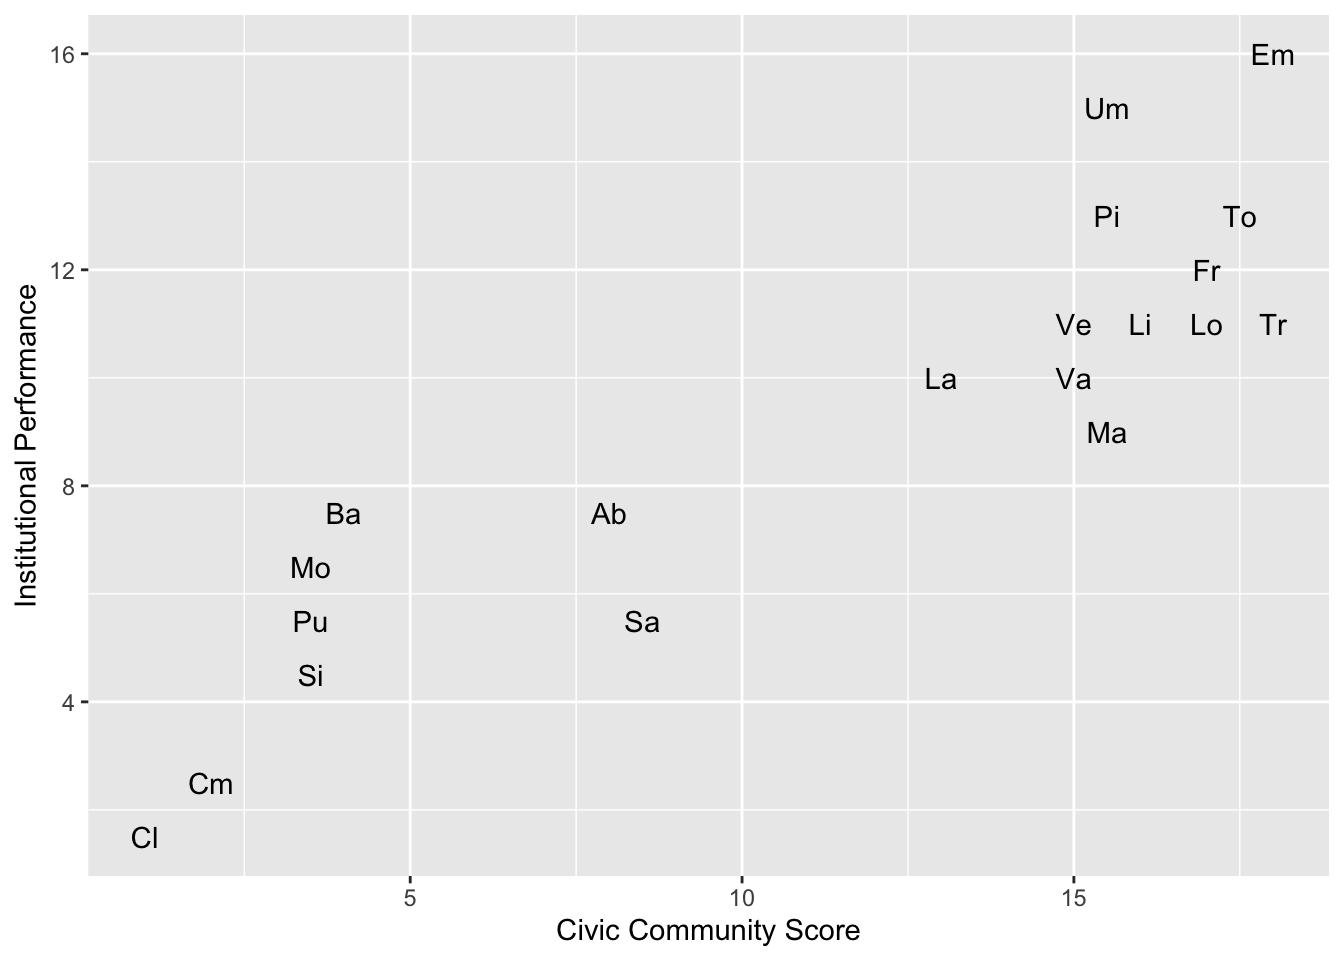 16
Em
Um
Pi
To
12
Fr
Ve
Li
Lo
Tr
La
Va
Ma
8
Ba
Ab
Mo
Pu
Sa
Si
4
Cm
Cl
5
10
15
Civic Community Score
Institutional Performance